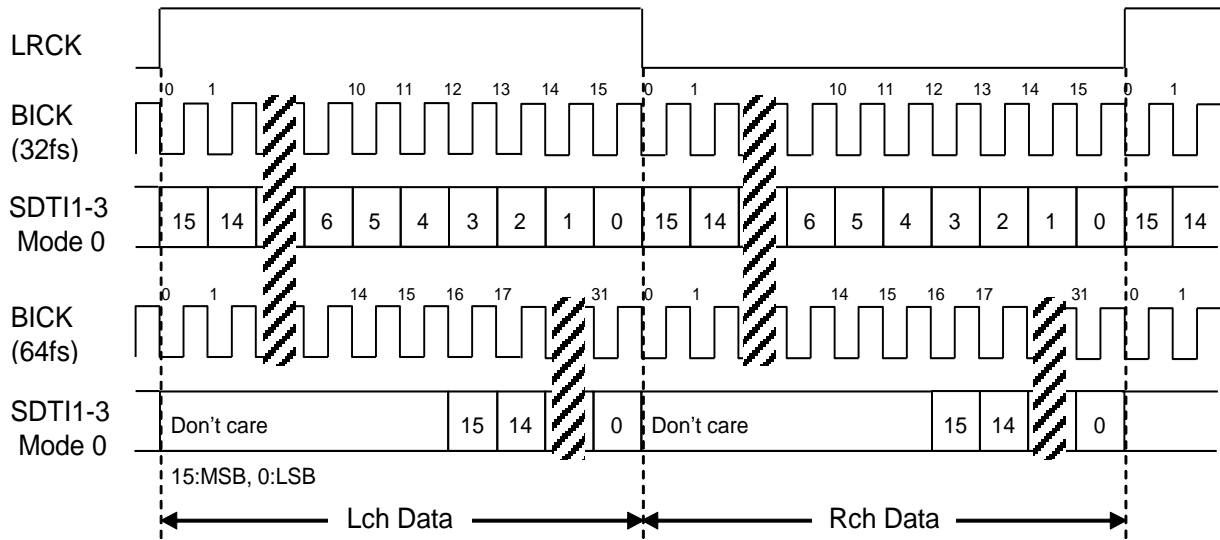 LRCK
0 1 10 11 12 13 14 15 0 1 10 11 12 13 14 15 0 1
BICK
(32fs)
SDTI1-3
Mode 0
15 14 6 5 4 3 2 1 0 15 14 6 5 4 3 2 1 0 15 14
0 1 14 15 16 17 31 0 1 14 15 16 17 31 0 1
BICK
(64fs)
SDTI1-3
Mode 0
Don't care 15 14 0 Don't care 15 14 0
15:MSB, 0:LSB
Lch Data Rch Data